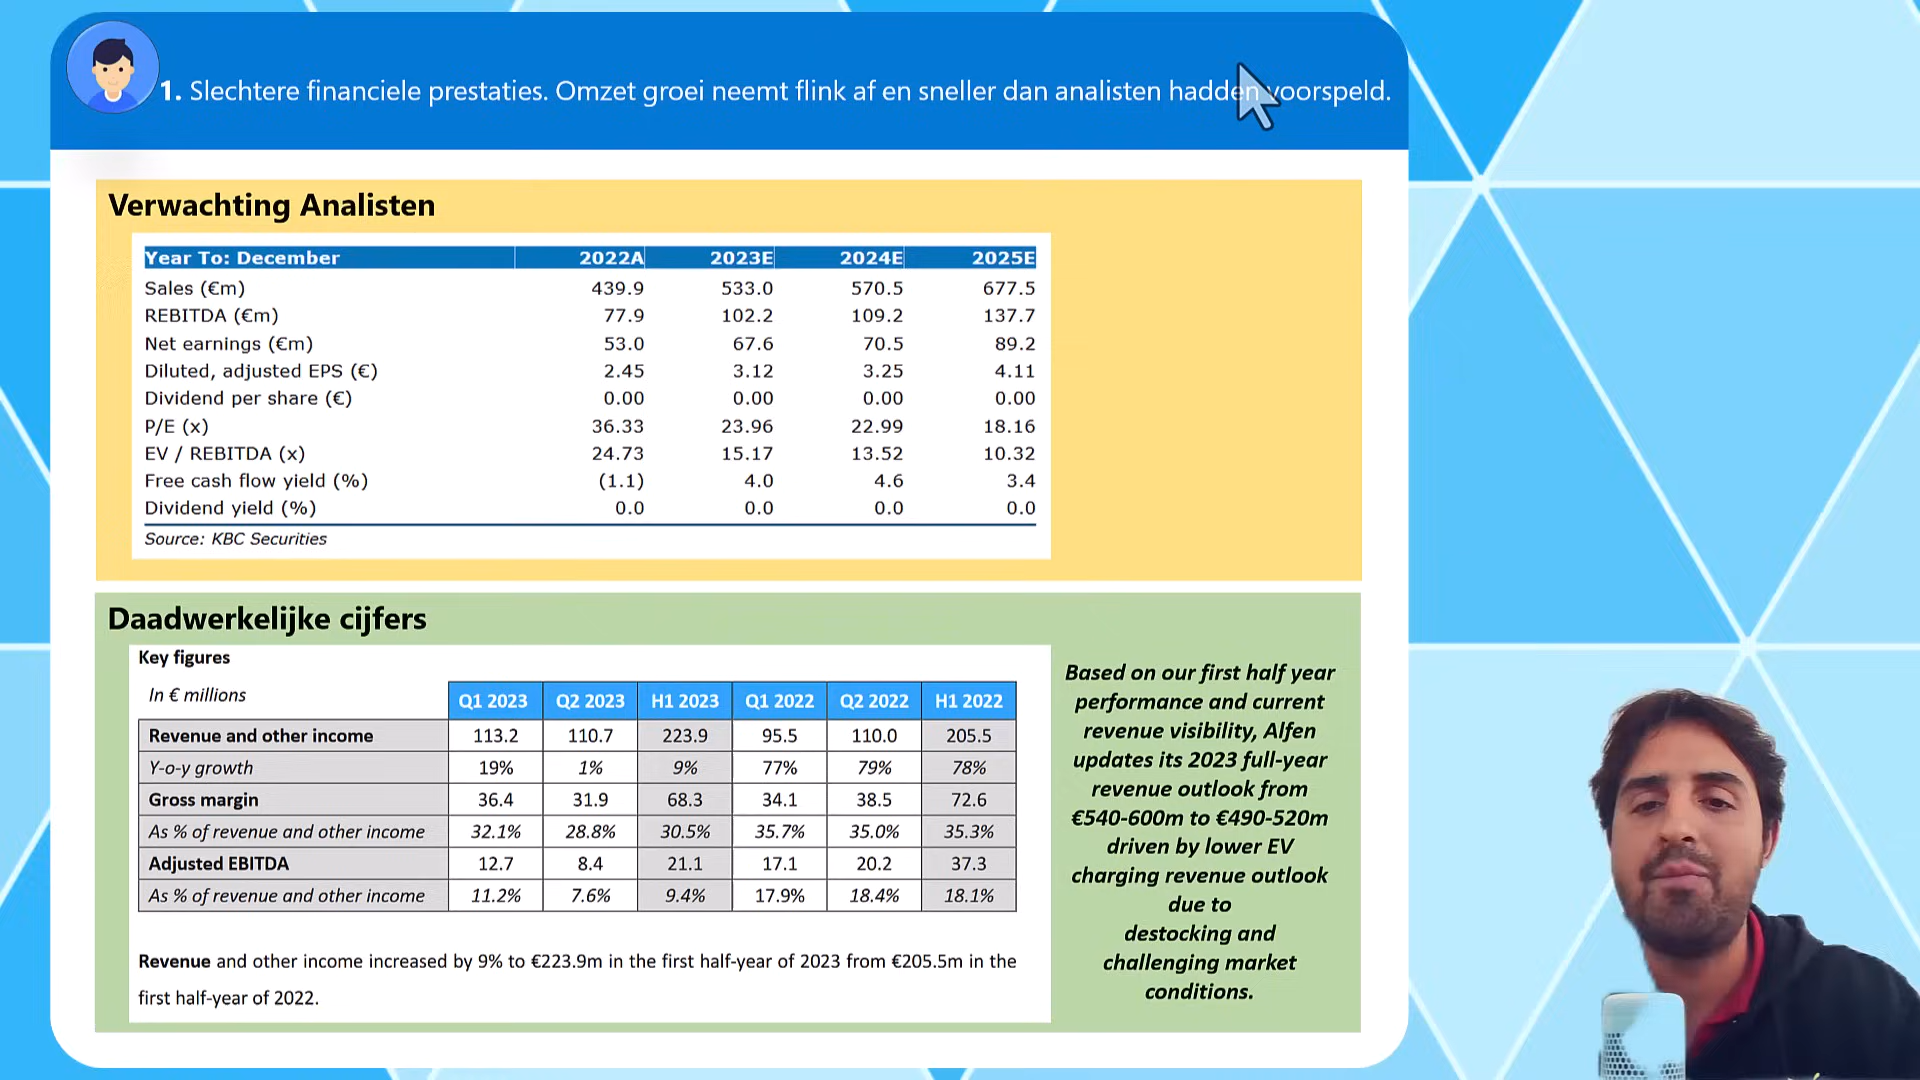 1. Slechtere financiele prestaties. Omzet groei neemt flink af en sneller dan analisten hadden voorspeld.
Verwachting Analisten
Year To: December 2022A 2023E 2024E 2025E
Sales (€m) 439.9 533.0 570.5 677.5
REBITDA (€m) 77.9 102.2 109.2 137.7
Net earnings (€m) 53.0 67.6 70.5 89.2
Diluted, adjusted EPS (€) 2.45 3.12 3.25 4.11
Dividend per share (€) 0.00 0.00 0.00 0.00
P/E (x) 36.33 23.96 22.99 18.16
EV / REBITDA (x) 24.73 15.17 13.52 10.32
Free cash flow yield (%) (1.1) 4.0 4.6 3.4
Dividend yield (%) 0.0 0.0 0.0 0.0
Source: KBC Securities
Daadwerkelijke cijfers
Key figures
In € millions Q1 2023 Q2 2023 H1 2023 Q1 2022 Q2 2022 H1 2022
Revenue and other income 113.2 110.7 223.9 95.5 110.0 205.5
Y-o-y growth 19% 1% 9% 77% 79% 78%
Gross margin 36.4 31.9 68.3 34.1 38.5 72.6
As % of revenue and other income 32.1% 28.8% 30.5% 35.7% 35.0% 35.3%
Adjusted EBITDA 12.7 8.4 21.1 17.1 20.2 37.3
As % of revenue and other income 11.2% 7.6% 9.4% 17.9% 18.4% 18.1%
Revenue and other income increased by 9% to €223.9m in the first half-year of 2023 from €205.5m in the
first half-year of 2022.
Based on our first half year
performance and current
revenue visibility, Alfen
updates its 2023 full-year
revenue outlook from
€540-600m to €490-520m
driven by lower EV
charging revenue outlook
due to
destocking and
challenging market
conditions.